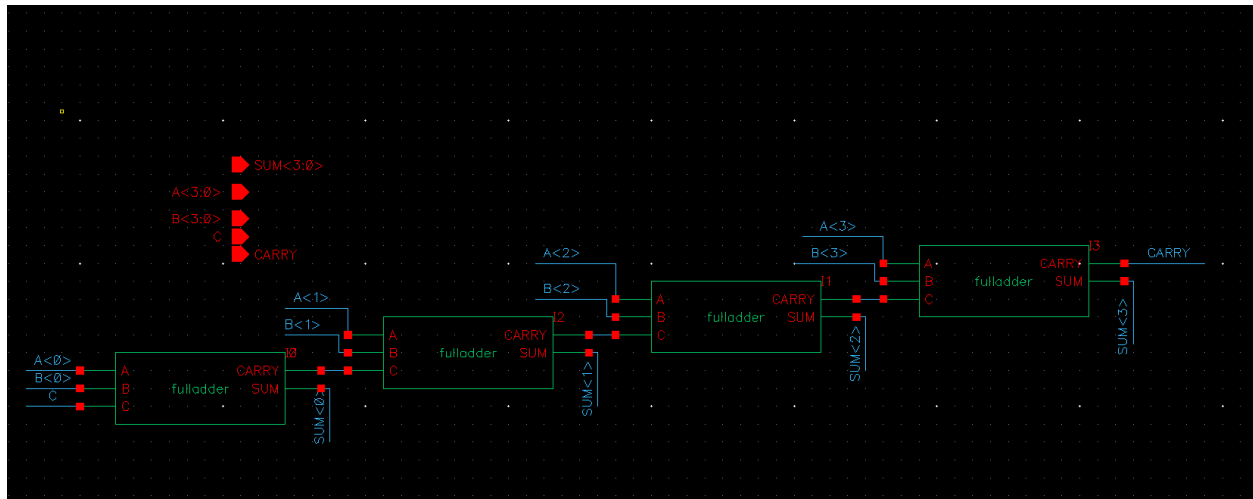 SUM<3:0>
A<3:0>
B<3:0>
C
CARRY
A<3>
B<3>
I3
A
B
C
fulladder
CARRY
SUM
CARRY
SUM<3>
A<2>
B<2>
I1
A
B
C
fulladder
CARRY
SUM
SUM<2>
A<1>
B<1>
I2
A
B
C
fulladder
CARRY
SUM
SUM<1>
A<0>
B<0>
C
I0
A
B
C
fulladder
CARRY
SUM
SUM<0>